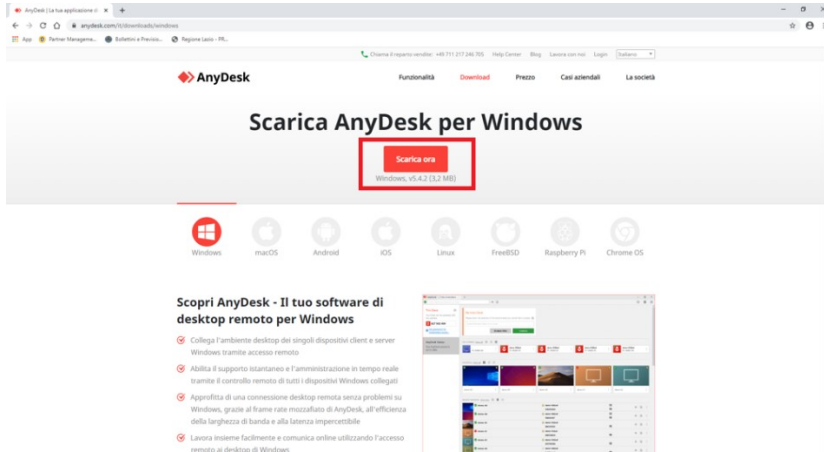 AnyDesk | La tua applicazione di
anydesk.com/it/downloads/windows
App
Partner Manageme...
Bollettini e Previsio...
Regione Lazio - PR...
Chiama il reparto vendite: +49 711 217 246 705 Help Center Blog Lavora con noi Login Italiano
AnyDesk
Funzionalità Download Prezzo Casi aziendali La società
Scarica AnyDesk per Windows
Scarica ora
Windows, v5.4.2 (3,2 MB)
Windows macOS Android iOS Linux FreeBSD Raspberry Pi Chrome OS
Scopri AnyDesk - Il tuo software di
desktop remoto per Windows
Collega l'ambiente desktop dei singoli dispositivi client e server
Windows tramite accesso remoto
Abilita il supporto istantaneo e l'amministrazione in tempo reale
tramite il controllo remoto di tutti i dispositivi Windows collegati
Approfitta di una connessione desktop remota senza problemi su
Windows, grazie al frame rate mozzafiato di AnyDesk, all'efficienza
della larghezza di banda e alla latenza impercettibile
Lavora insieme facilmente e comunica online utilizzando l'accesso
remoto ai desktop di Windows